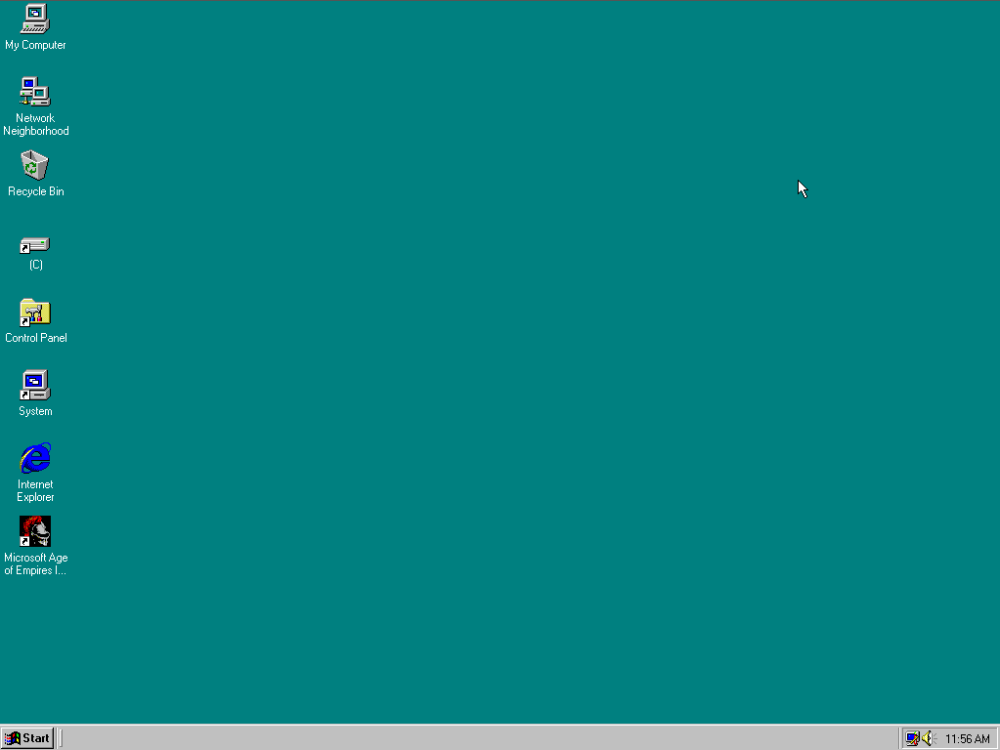 My Computer
Network
Neighborhood
Recycle Bin
(C)
Control Panel
System
Internet
Explorer
Microsoft Age
of Empires I...
Start
11:56 AM